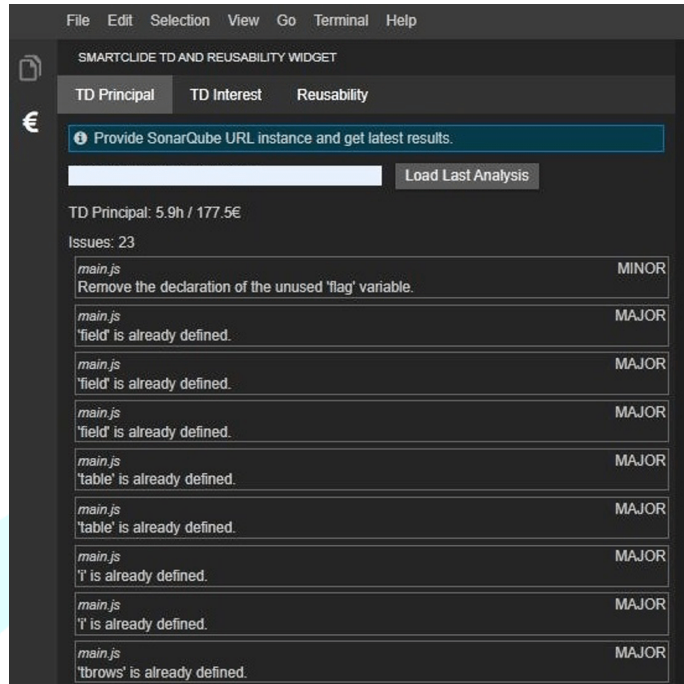 File Edit Selection View Go Terminal Help
SMARTCLIDE TD AND REUSABILITY WIDGET
TD Principal TD Interest Reusability
€
Provide SonarQube URL instance and get latest results.
Load Last Analysis
TD Principal: 5.9h / 177.5€
Issues: 23
main.js MINOR
Remove the declaration of the unused 'flag' variable.
main.js MAJOR
'field' is already defined.
main.js MAJOR
'field' is already defined.
main.js MAJOR
'field' is already defined.
main.js MAJOR
'table' is already defined.
main.js MAJOR
'table' is already defined.
main.js MAJOR
'i' is already defined.
main.js MAJOR
'i' is already defined.
main.js MAJOR
'tbrows' is already defined.